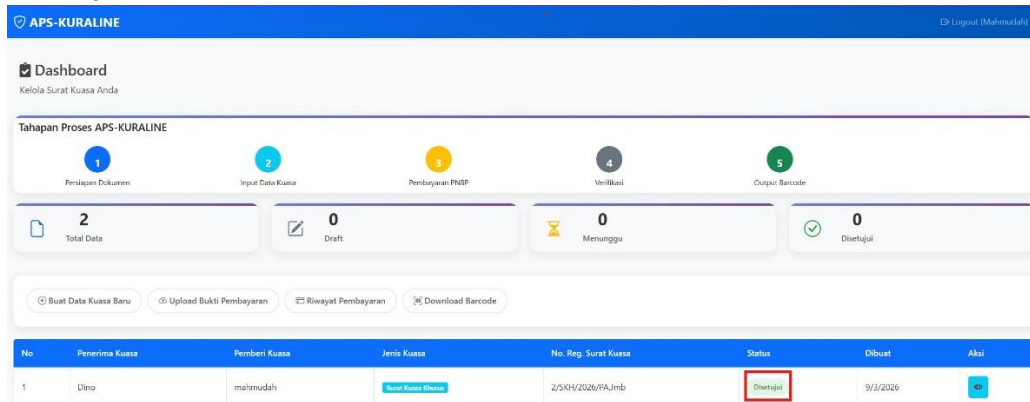 APS-KURALINE
Logout (Mahmudah)
Dashboard
Kelola Surat Kuasa Anda
Tahapan Proses APS-KURALINE
1 2 3 4 5
Persiapan Dokumen Input Data Kuasa Pembayaran PNBP Verifikasi Output Barcode
2 0 0 0
Total Data Draft Menunggu Disetujui
Buat Data Kuasa Baru Upload Bukti Pembayaran Riwayat Pembayaran Download Barcode
No Penerima Kuasa Pemberi Kuasa Jenis Kuasa No. Reg. Surat Kuasa Status Dibuat Aksi
1 Dino mahmudah Surat Kuasa Khusus 2/SKH/2026/PA.Jmb Disetujui 9/3/2026